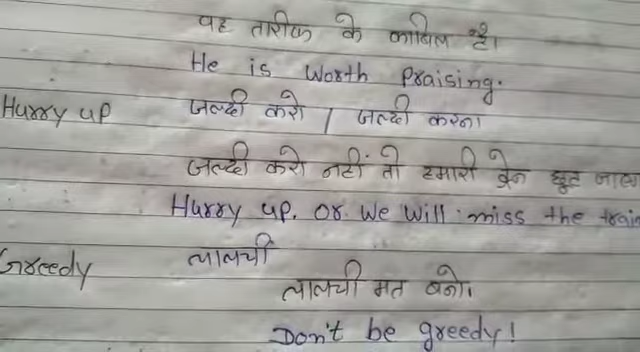 वह तारीफ के काबिल है।
He is worth praising.
Hurry up जल्दी करो / जल्दी करना
जल्दी करो नहीं तो हमारी ट्रेन छूट
Hurry up. or we will miss the
Greedy लालची
लालची मत बनो।
Don't be greedy!